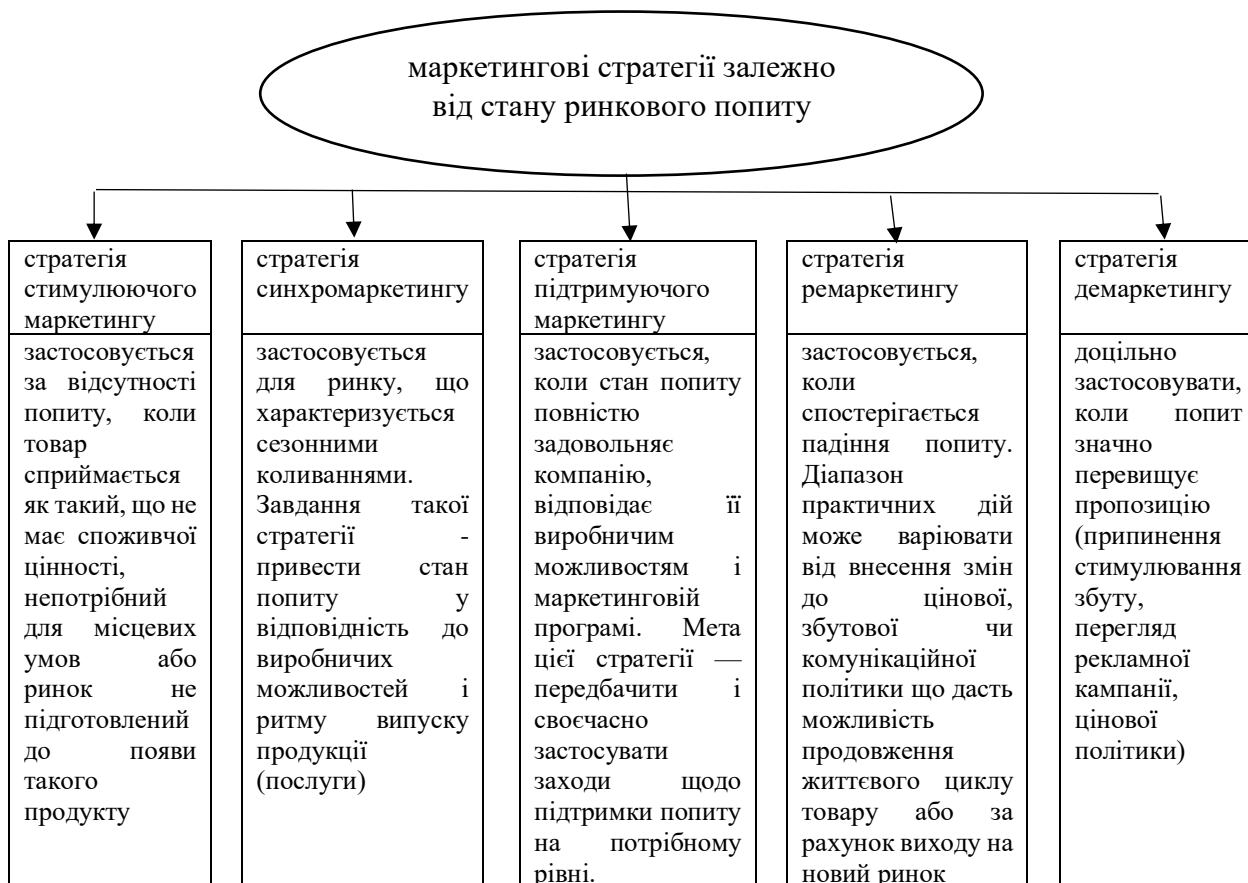 маркетингові стратегії залежно
від стану ринкового попиту
стратегія
стимулюючого
маркетингу
застосовується
за відсутності
попиту, коли
товар
сприймається
як такий, що не
має споживчої
цінності,
непотрібний
для місцевих
умов або
ринок не
підготовлений
до появи
такого
продукту
стратегія
синхромаркетингу
застосовується
для ринку, що
характеризується
сезонними
коливаннями.
Завдання такої
стратегії -
привести стан
попиту у
відповідність до
виробничих
можливостей і
ритму випуску
продукції
(послуги)
стратегія
підтримуючого
маркетингу
застосовується,
коли стан попиту
повністю
задовольняє
компанію,
відповідає її
виробничим
можливостям і
маркетинговій
програмі. Мета
цієї стратегії —
передбачити і
своєчасно
застосувати
заходи щодо
підтримки попиту
на потрібному
рівні.
стратегія
ремаркетингу
застосовується,
коли
спостерігається
падіння попиту.
Діапазон
практичних дій
може варіювати
від внесення змін
до цінової,
збутової чи
комунікаційної
політики що дасть
можливість
продовження
життєвого циклу
товару або за
рахунок виходу на
новий ринок
стратегія
демаркетингу
доцільно
застосовувати,
коли попит
значно
перевищує
пропозицію
(припинення
стимулювання
збуту,
перегляд
рекламної
кампанії,
цінової
політики)